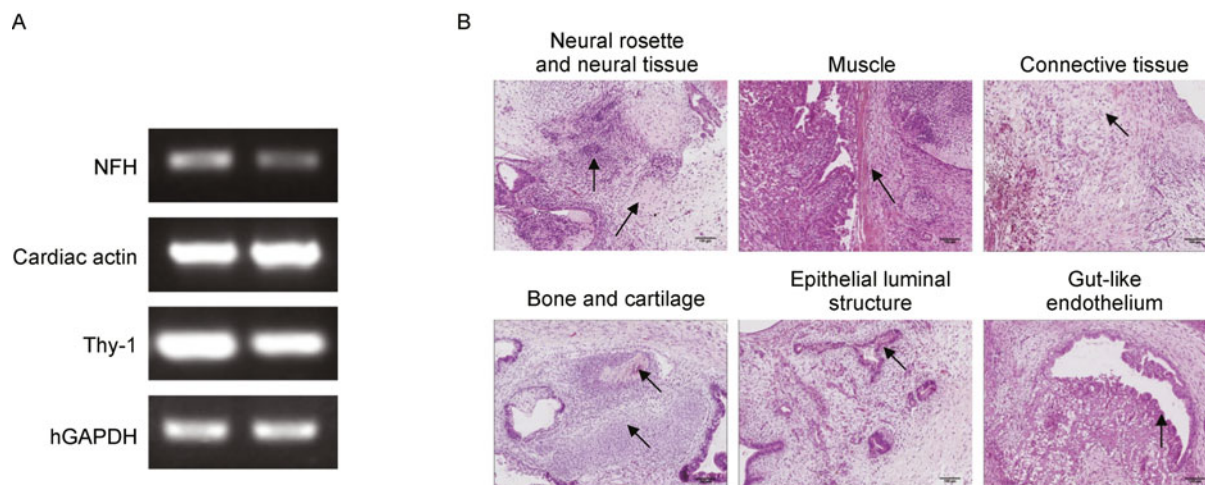 A
NFH
Cardiac actin
Thy-1
hGAPDH
B
Neural rosette
and neural tissue
Muscle
Connective tissue
Bone and cartilage
Epithelial luminal
structure
Gut-like
endothelium